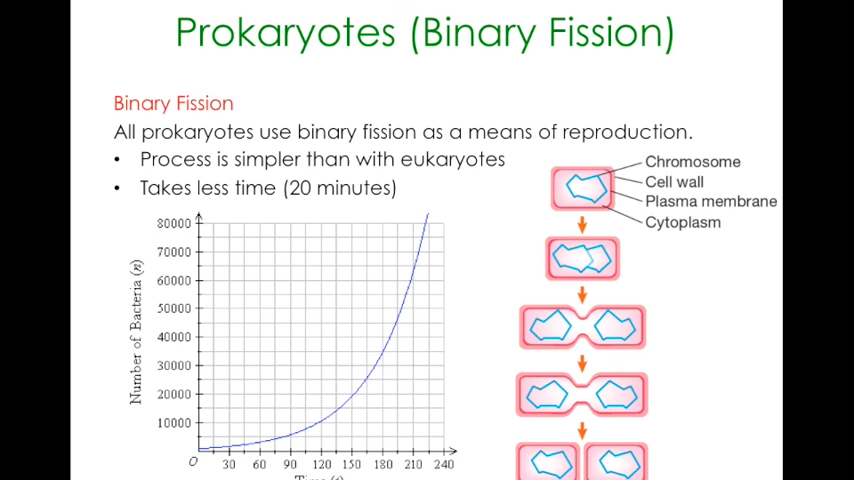 Prokaryotes (Binary Fission)
Binary Fission
All prokaryotes use binary fission as a means of reproduction.
• Process is simpler than with eukaryotes
• Takes less time (20 minutes)
Chromosome
Cell wall
Plasma membrane
Cytoplasm
80000
70000
60000
50000
40000
30000
20000
10000
Number of Bacteria (n)
O 30 60 90 120 150 180 210 240
Time (t)